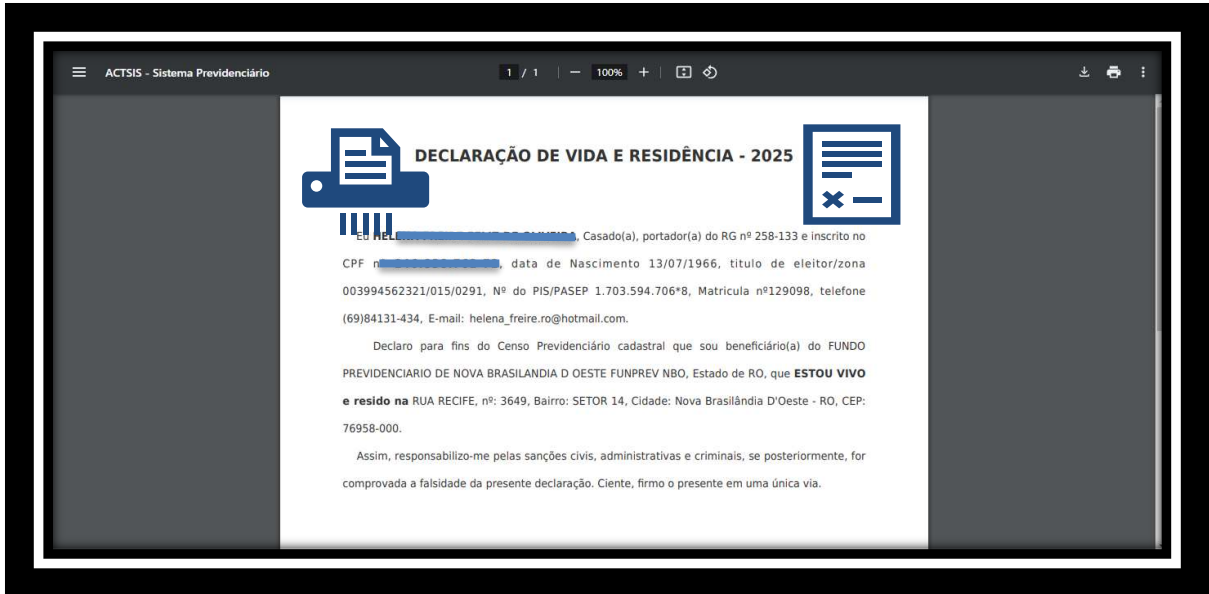 ACTSIS - Sistema Previdenciário
1 / 1 | − 100% + |
DECLARAÇÃO DE VIDA E RESIDÊNCIA - 2025
Eu , Casado(a), portador(a) do RG nº 258-133 e inscrito no
CPF , data de Nascimento 13/07/1966, titulo de eleitor/zona
003994562321/015/0291, Nº do PIS/PASEP 1.703.594.706*8, Matricula nº129098, telefone
(69)84131-434, E-mail: helena_freire.ro@hotmail.com.
Declaro para fins do Censo Previdenciário cadastral que sou beneficiário(a) do FUNDO
PREVIDENCIARIO DE NOVA BRASILANDIA D OESTE FUNPREV NBO, Estado de RO, que ESTOU VIVO
e resido na RUA RECIFE, nº: 3649, Bairro: SETOR 14, Cidade: Nova Brasilândia D'Oeste - RO, CEP:
76958-000.
Assim, responsabilizo-me pelas sanções civis, administrativas e criminais, se posteriormente, for
comprovada a falsidade da presente declaração. Ciente, firmo o presente em uma única via.